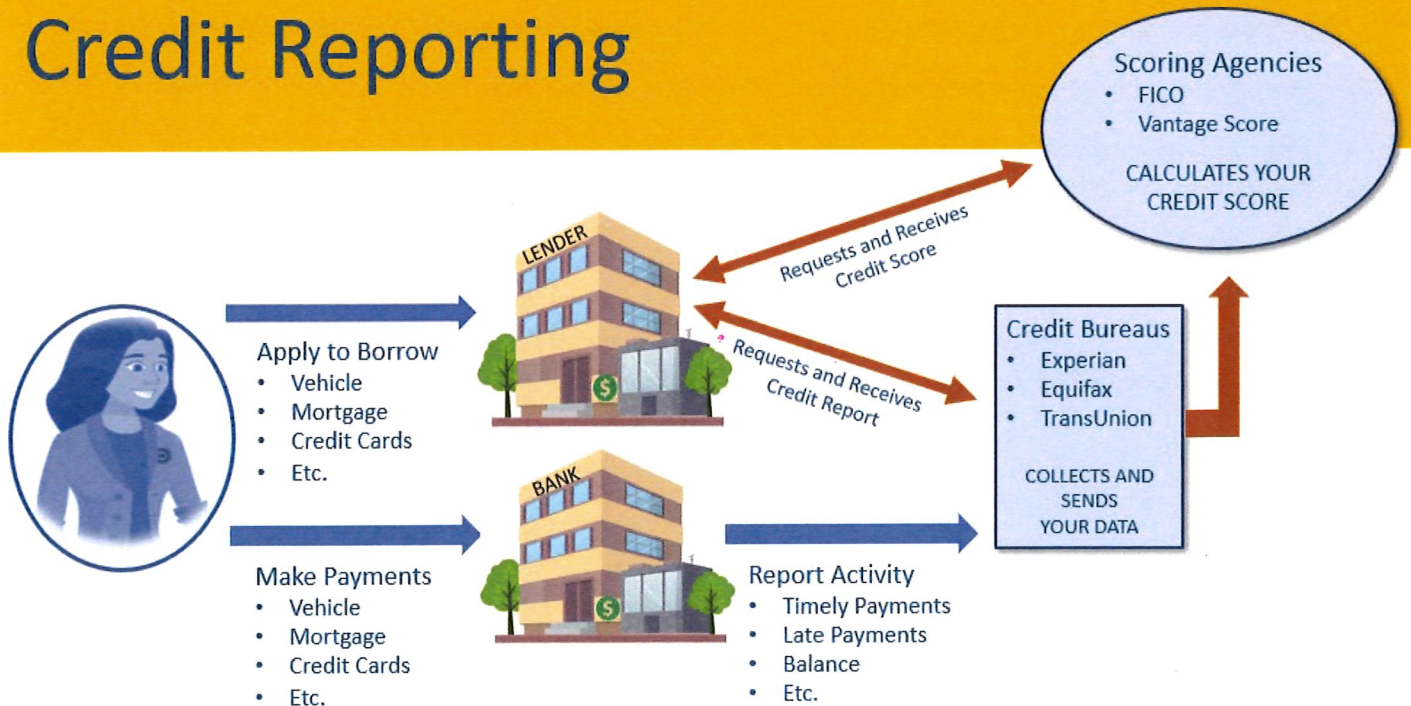 Credit Reporting
Scoring Agencies
• FICO
• Vantage Score
CALCULATES YOUR
CREDIT SCORE
LENDER
Requests and Receives
Credit Score
Apply to Borrow
• Vehicle
• Mortgage
• Credit Cards
• Etc.
Requests and Receives
Credit Report
Credit Bureaus
• Experian
• Equifax
• TransUnion
COLLECTS AND
SENDS
YOUR DATA
$
BANK
Make Payments
• Vehicle
• Mortgage
• Credit Cards
• Etc.
$
Report Activity
• Timely Payments
• Late Payments
• Balance
• Etc.